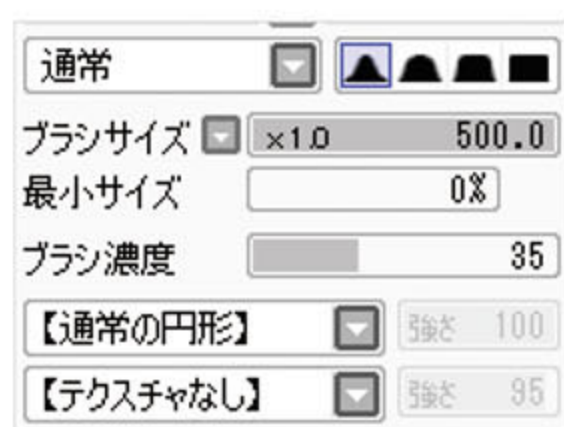 通常
ブラシサイズ ×1.0 500.0
最小サイズ 0%
ブラシ濃度 35
【通常の円形】 強さ 100
【テクスチャなし】 強さ 95